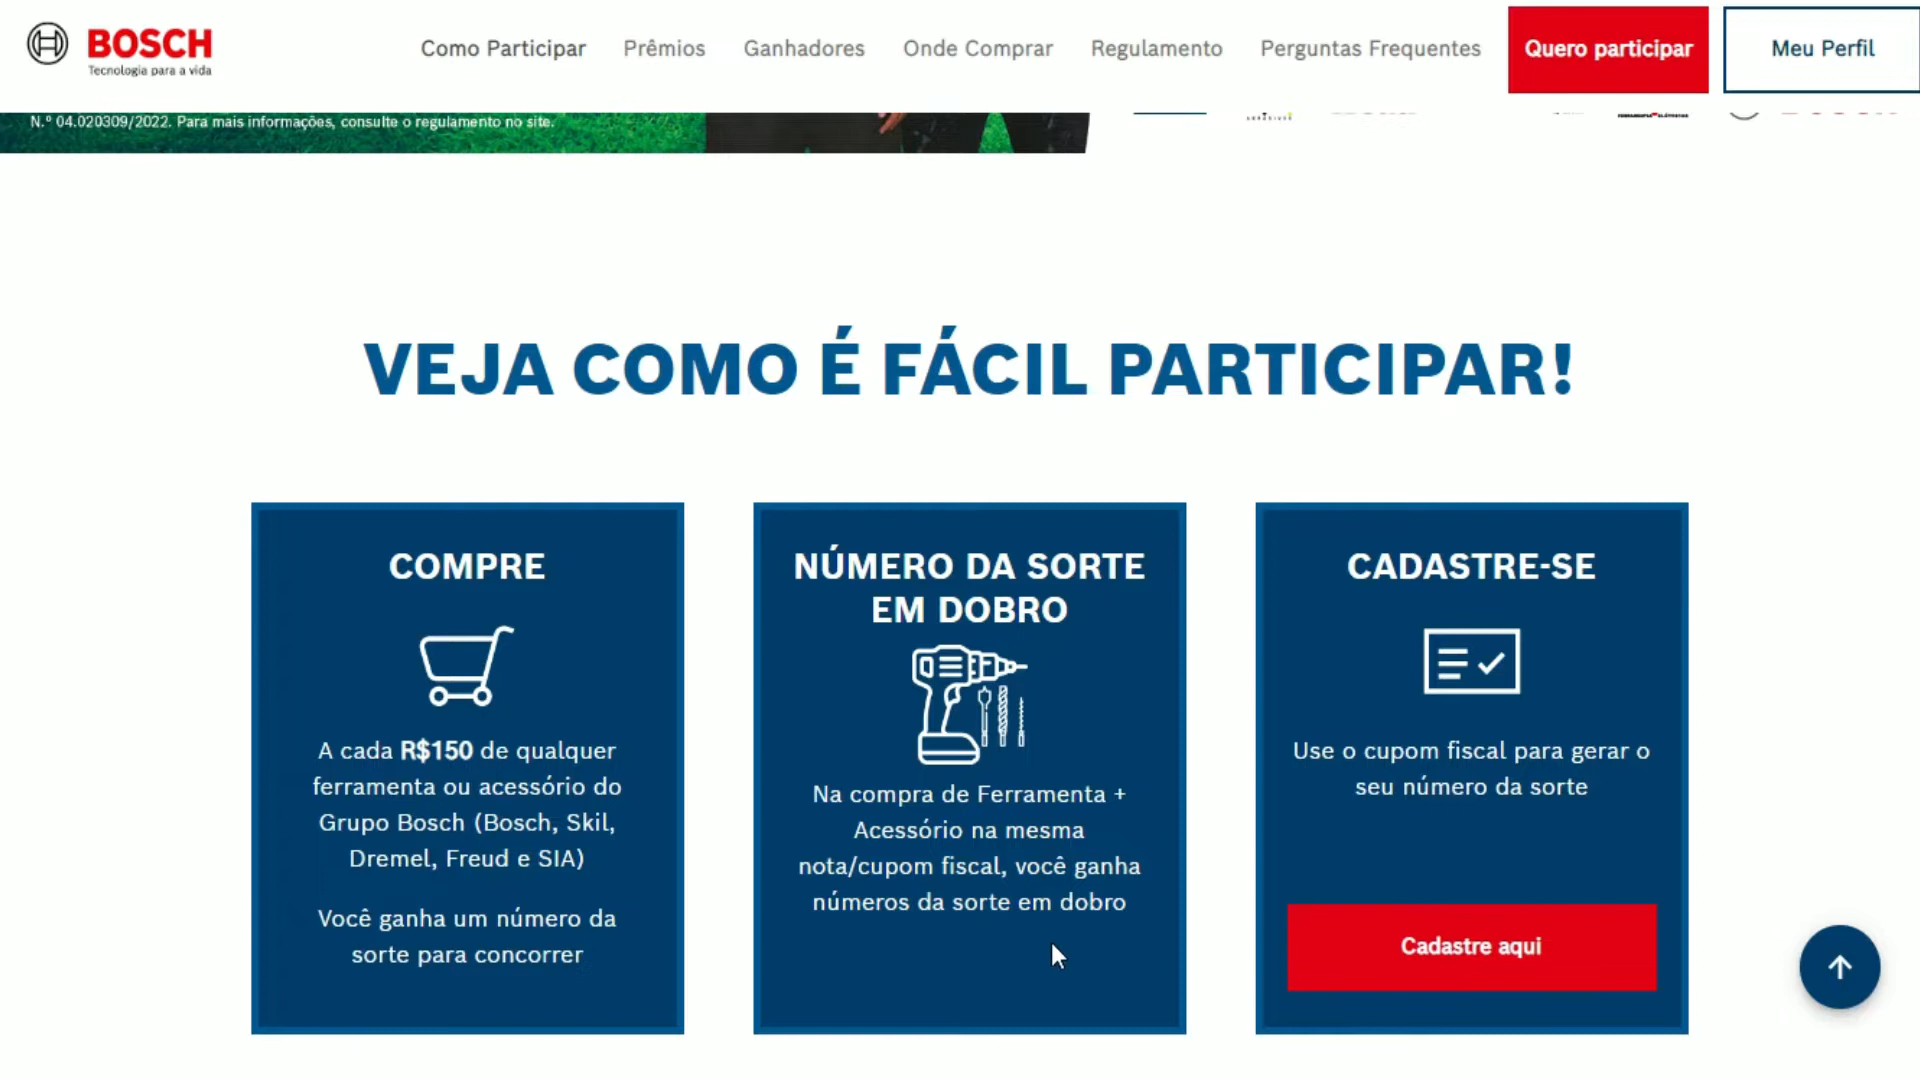 BOSCH
Tecnologia para a vida
Como Participar
Prêmios
Ganhadores
Onde Comprar
Regulamento
Perguntas Frequentes
Quero participar
Meu Perfil
N.º 04.020309/2022. Para mais informações, consulte o regulamento no site.
VEJA COMO É FÁCIL PARTICIPAR!
COMPRE
A cada R$150 de qualquer
ferramenta ou acessório do
Grupo Bosch (Bosch, Skil,
Dremel, Freud e SIA)
Você ganha um número da
sorte para concorrer
NÚMERO DA SORTE
EM DOBRO
Na compra de Ferramenta +
Acessório na mesma
nota/cupom fiscal, você ganha
números da sorte em dobro
CADASTRE-SE
Use o cupom fiscal para gerar o
seu número da sorte
Cadastre aqui